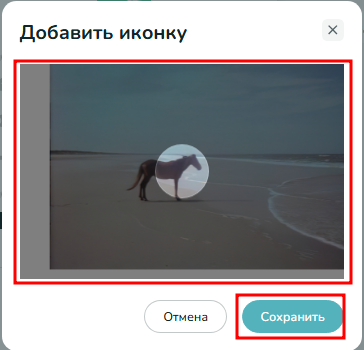 Добавить иконку
Отмена
Сохранить